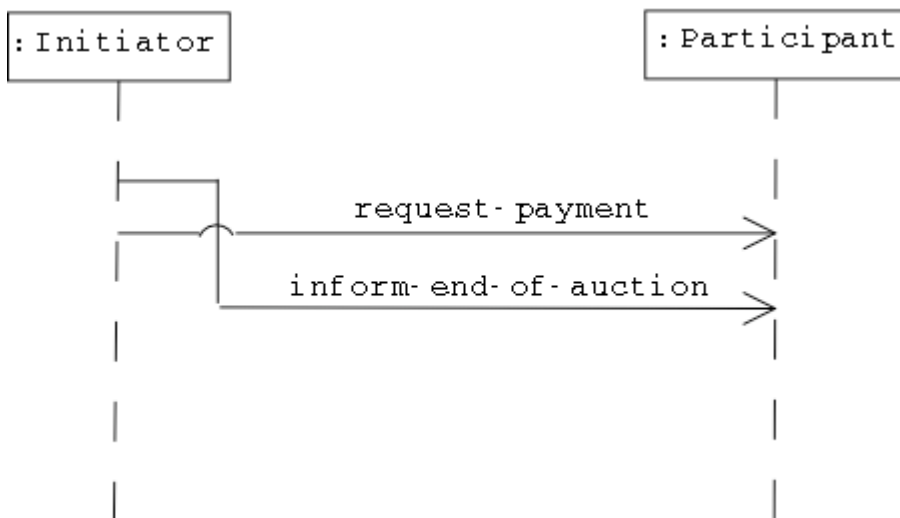 :Initiator
:Participant
request-payment
inform-end-of-auction